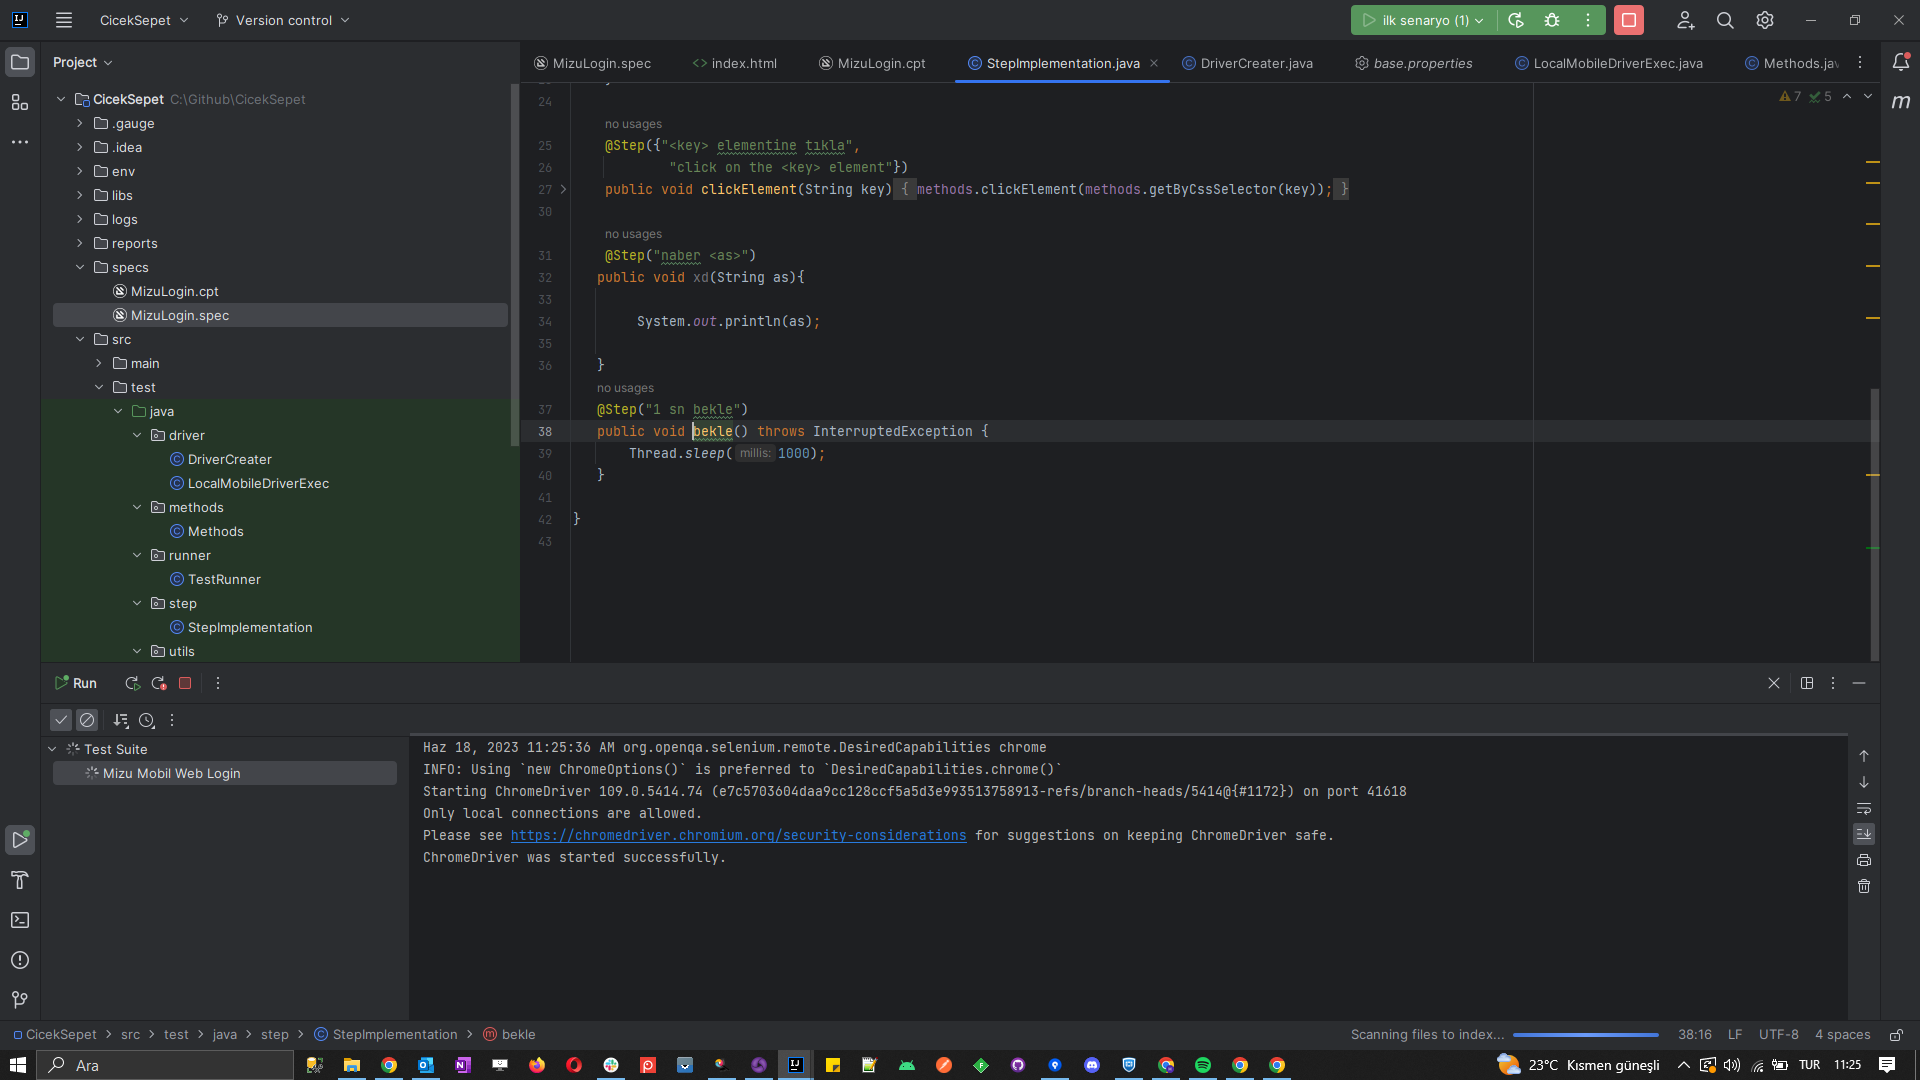 CicekSepet
Version control
ilk senaryo (1)
Project
MizuLogin.spec
index.html
MizuLogin.cpt
StepImplementation.java
DriverCreater.java
base.properties
LocalMobileDriverExec.java
Methods.jav
CicekSepet C:\Github\CicekSepet
.gauge
.idea
env
libs
logs
reports
specs
MizuLogin.cpt
MizuLogin.spec
src
main
test
java
driver
DriverCreater
LocalMobileDriverExec
methods
Methods
runner
TestRunner
step
StepImplementation
utils
7 5
24
no usages
25 @Step({"<key> elementine tıkla",
26 "click on the <key> element"})
27 public void clickElement(String key) { methods.clickElement(methods.getByCssSelector(key)); }
30
no usages
31 @Step("naber <as>")
32 public void xd(String as){
33
34 System.out.println(as);
35
36 }
no usages
37 @Step("1 sn bekle")
38 public void bekle() throws InterruptedException {
39 Thread.sleep( millis: 1000);
40 }
41
42 }
43
Run
Test Suite
Mizu Mobil Web Login
Haz 18, 2023 11:25:36 AM org.openqa.selenium.remote.DesiredCapabilities chrome
INFO: Using `new ChromeOptions()` is preferred to `DesiredCapabilities.chrome()`
Starting ChromeDriver 109.0.5414.74 (e7c5703604daa9cc128ccf5a5d3e993513758913-refs/branch-heads/5414@{#1172}) on port 41618
Only local connections are allowed.
Please see https://chromedriver.chromium.org/security-considerations for suggestions on keeping ChromeDriver safe.
ChromeDriver was started successfully.
CicekSepet > src > test > java > step > StepImplementation > bekle
Scanning files to index... 38:16 LF UTF-8 4 spaces
Ara
23°C Kısmen güneşli
TUR
11:25